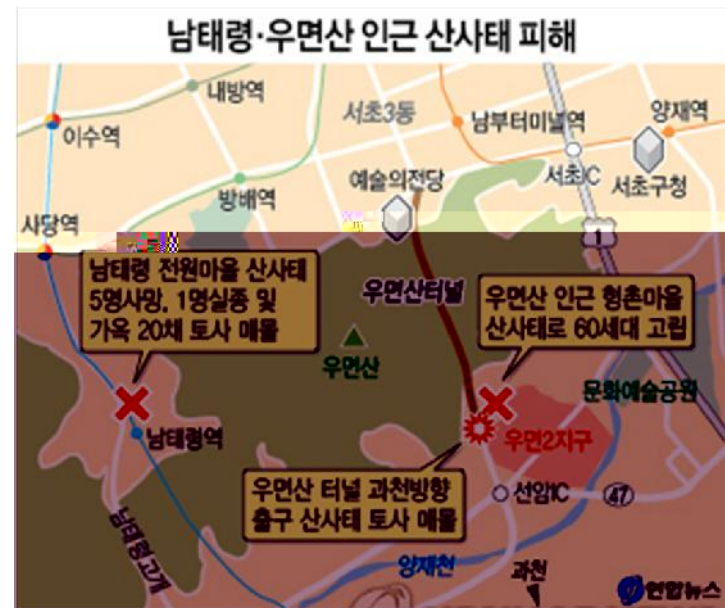 남태령·우면산 인근 산사태 피해
내방역
이수역
서초3동
남부터미널역
양재역
예술의전당
서초IC
서초구청
방배역
사당역
1
남태령 전원마을 산사태
5명사망, 1명실종 및
가옥 20채 토사 매몰
우면산터널
우면산 인근 형촌마을
산사태로 60세대 고립
우면산
문화예술공원
남태령역
우면2지구
우면산 터널 과천방향
출구 산사태 토사 매몰
선암IC
47
남태령고개
양재천
과천
연합뉴스